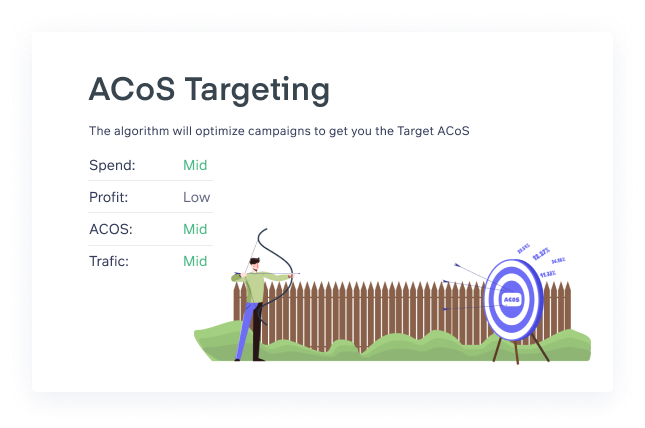 ACoS Targeting
The algorithm will optimize campaigns to get you the Target ACoS
Spend: Mid
Profit: Low
ACOS: Mid
Trafic: Mid
ACOS